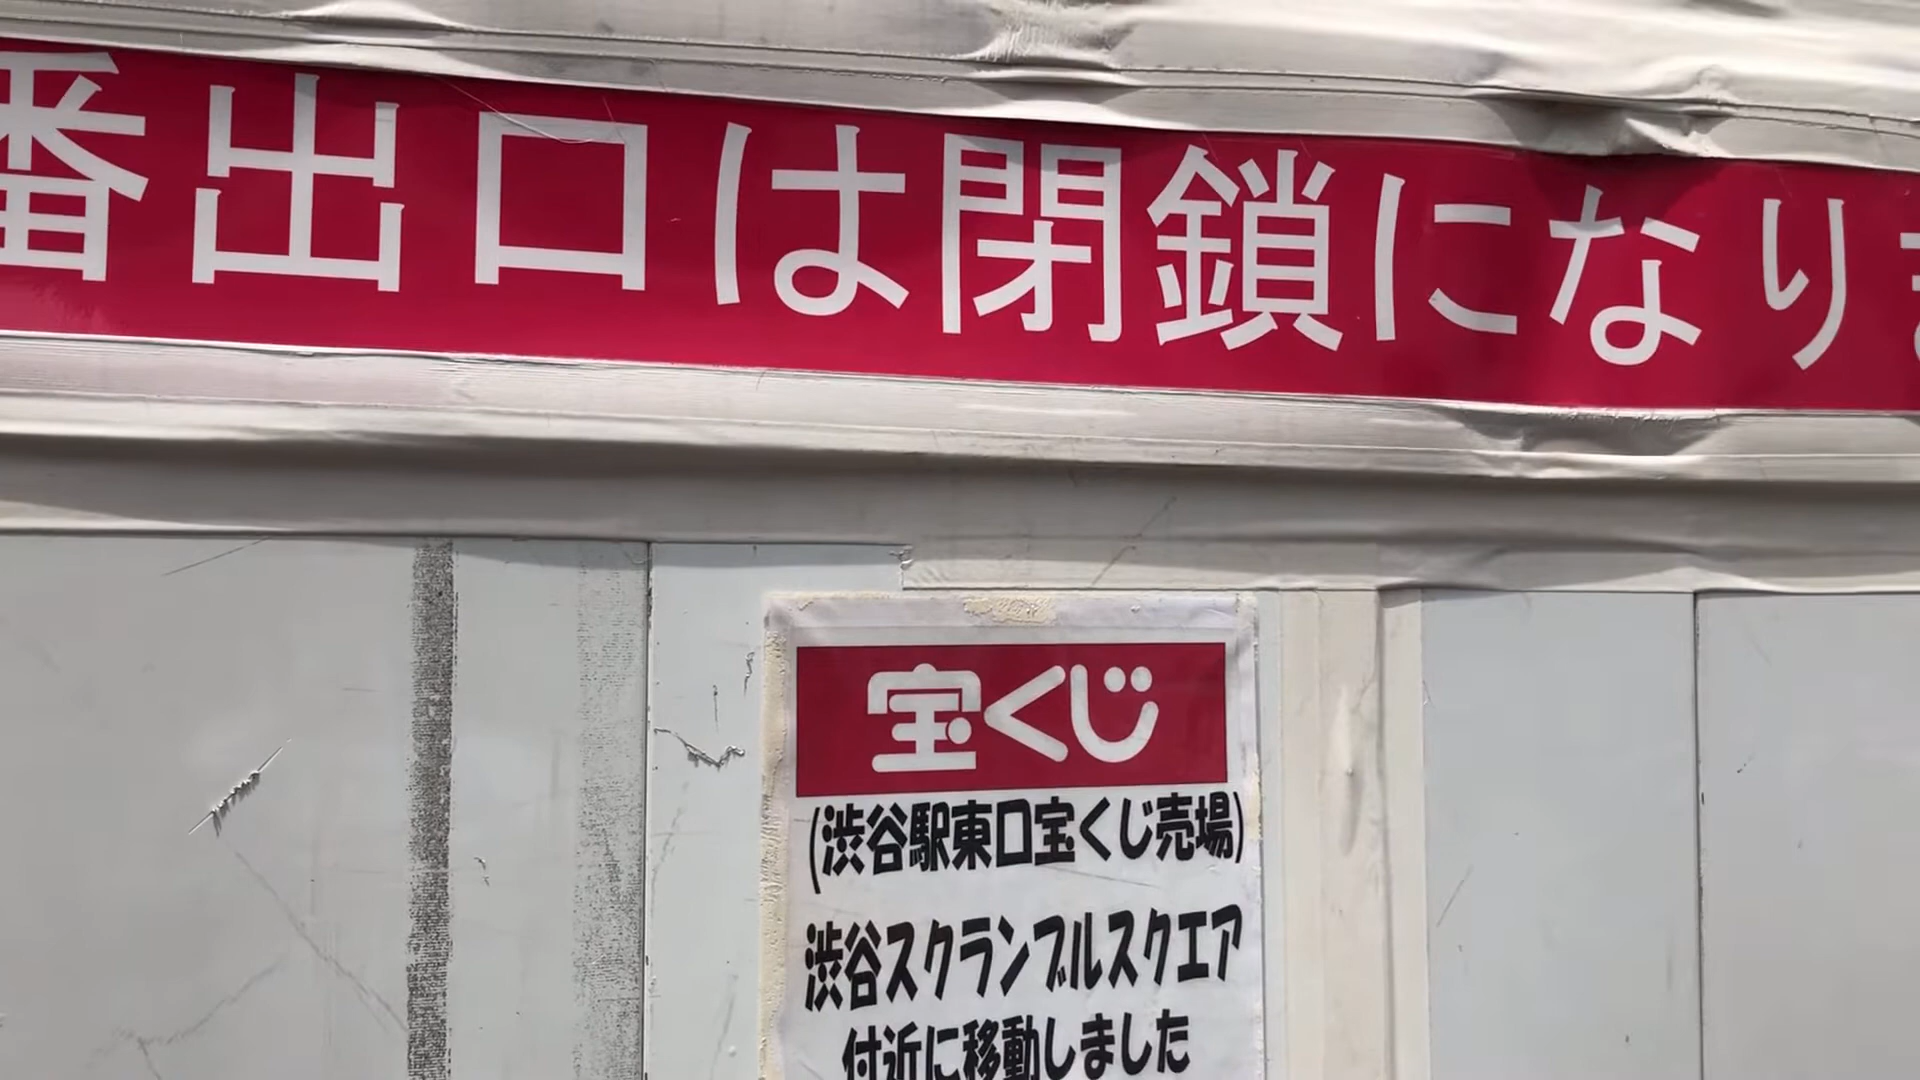 番出口は閉鎖になりま
宝くじ
(渋谷駅東口宝くじ売場)
渋谷スクランブルスクエア
付近に移動しました